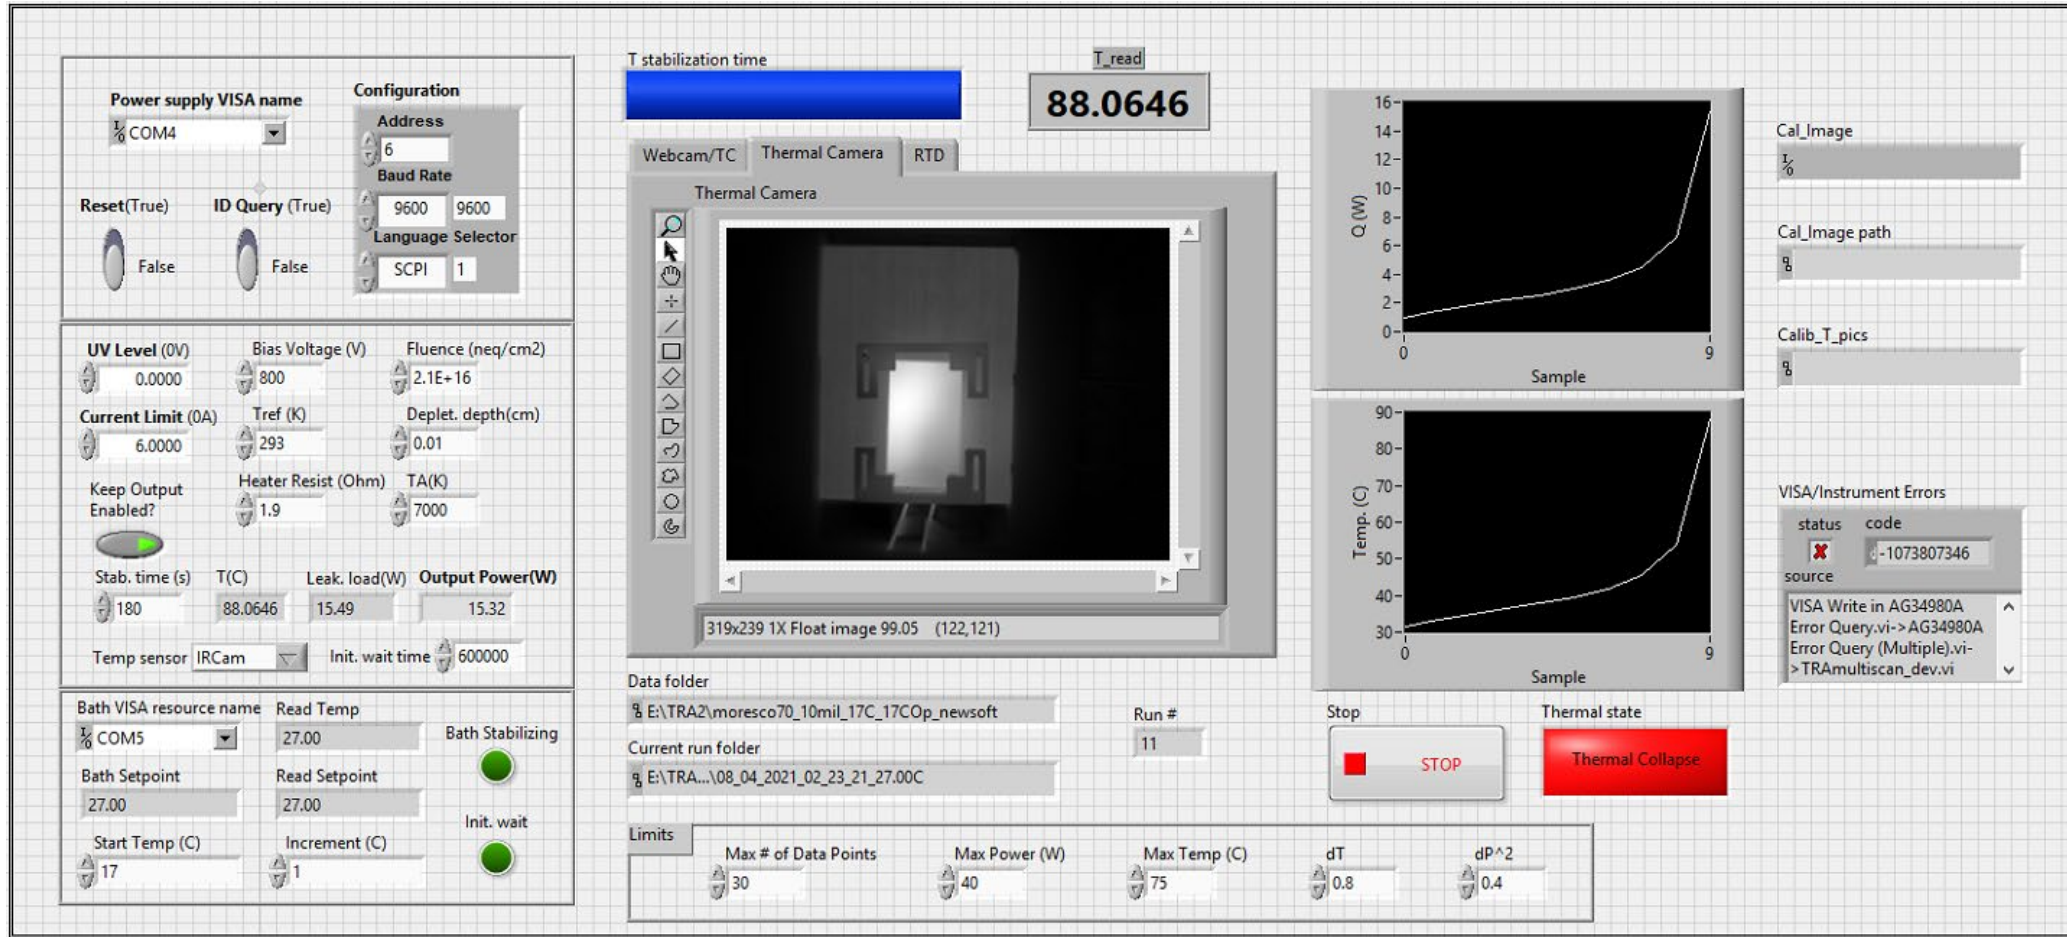 Power supply VISA name
COM4
Reset(True)
False
ID Query (True)
False
Configuration
Address
6
Baud Rate
9600 9600
Language Selector
SCPI 1
UV Level (0V)
0.0000
Bias Voltage (V)
800
Fluence (neq/cm2)
2.1E+16
Current Limit (0A)
6.0000
Tref (K)
293
Deplet. depth(cm)
0.01
Keep Output
Enabled?
Heater Resist (Ohm)
1.9
TA(K)
7000
Stab. time (s)
180
T(C)
88.0646
Leak. load(W)
15.49
Output Power(W)
15.32
Temp sensor IRCam
Init. wait time 600000
Bath VISA resource name
COM5
Read Temp
27.00
Bath Stabilizing
Bath Setpoint
27.00
Read Setpoint
27.00
Init. wait
Start Temp (C)
17
Increment (C)
1
T stabilization time
T_read
88.0646
Webcam/TC Thermal Camera RTD
Thermal Camera
319x239 1X Float image 99.05 (122,121)
Data folder
E:\TRA2\moresco70_10mil_17C_17COp_newsoft
Current run folder
E:\TRA...\08_04_2021_02_23_21_27.00C
Run #
11
Limits
Max # of Data Points
30
Max Power (W)
40
Max Temp (C)
75
dT
0.8
dP^2
0.4
Q (W)
16
14
12
10
8
6
4
2
0
0 9
Sample
Temp. (C)
90
80
70
60
50
40
30
0 9
Sample
Stop
STOP
Thermal state
Thermal Collapse
Cal_Image
Cal_Image path
Calib_T_pics
VISA/Instrument Errors
status code
-1073807346
source
VISA Write in AG34980A
Error Query.vi->AG34980A
Error Query (Multiple).vi-
>TRAmultiscan_dev.vi